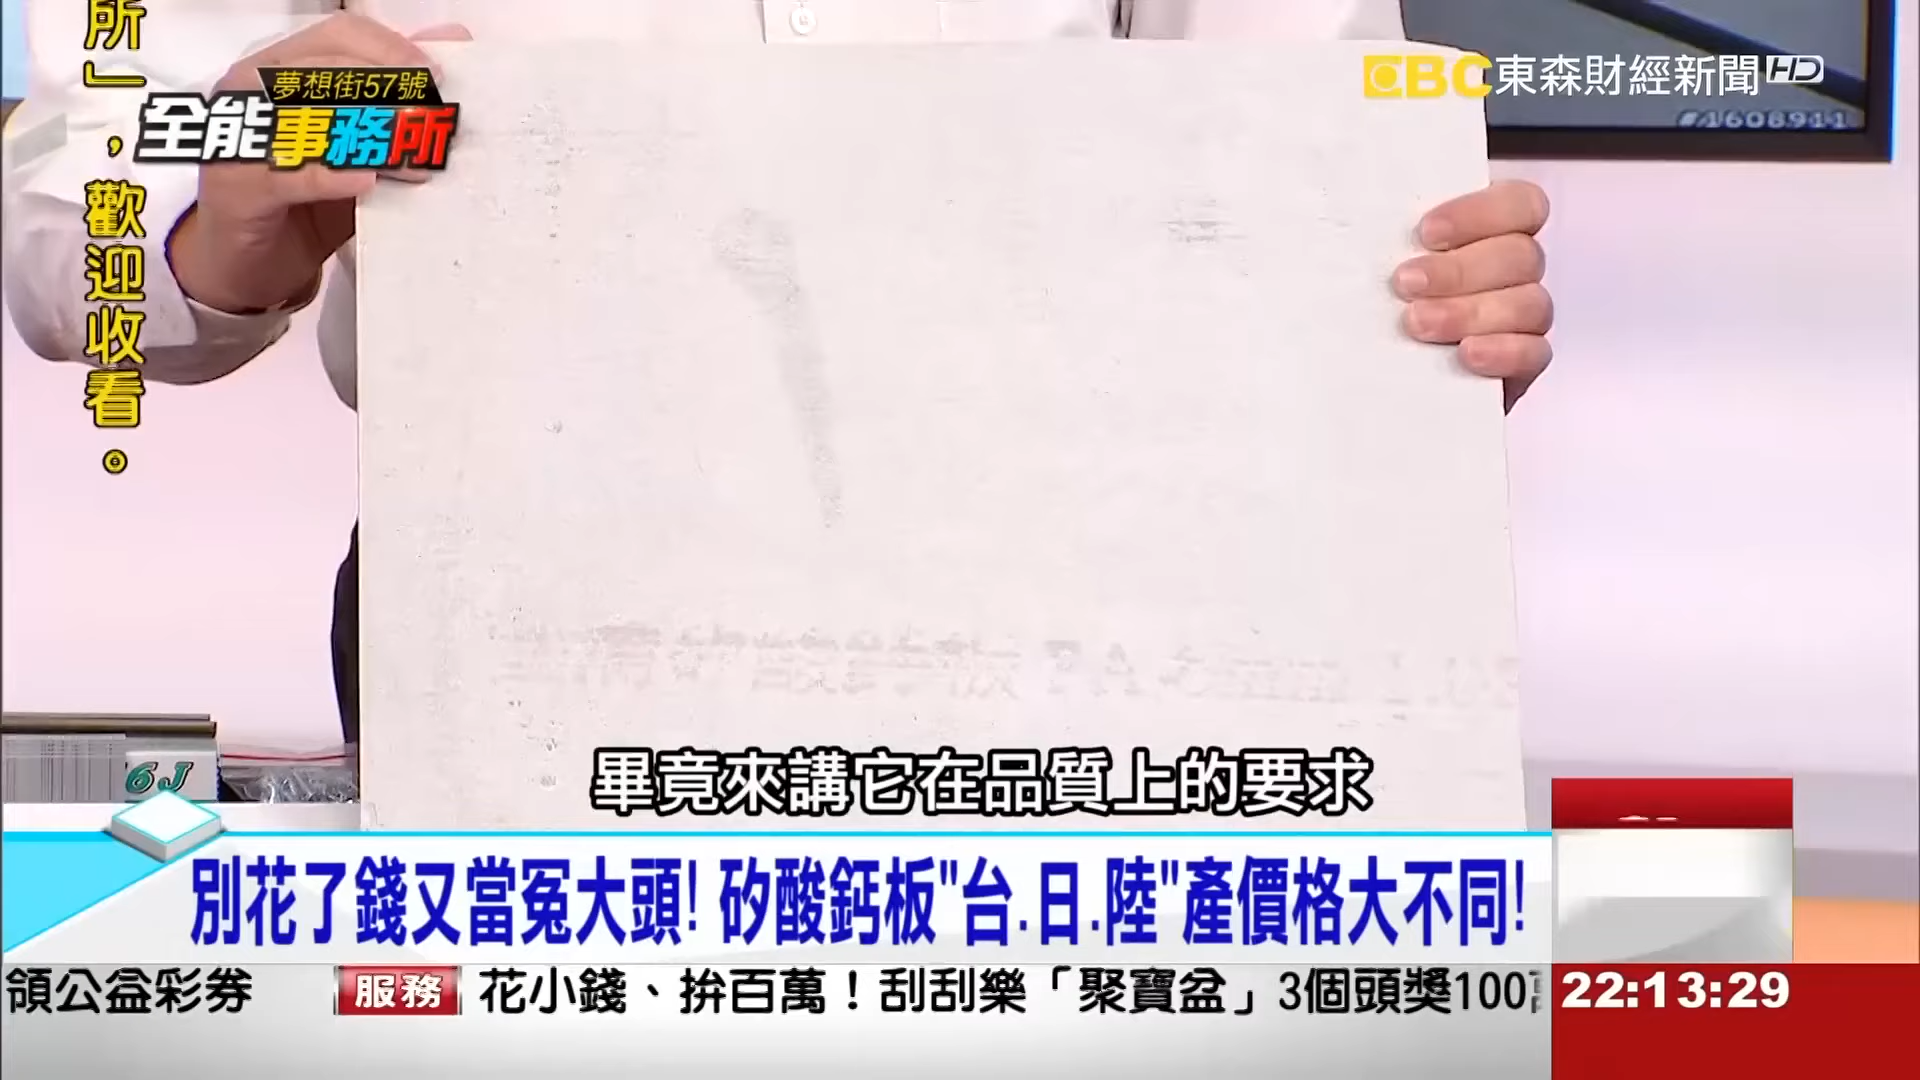 所」，歡迎收看。
夢想街57號
全能事務所
EBC東森財經新聞HD
#1608911
6J
畢竟來講它在品質上的要求
別花了錢又當冤大頭! 矽酸鈣板"台.日.陸"產價格大不同!
領公益彩券 服務 花小錢、拚百萬！刮刮樂「聚寶盆」3個頭獎100
22:13:29